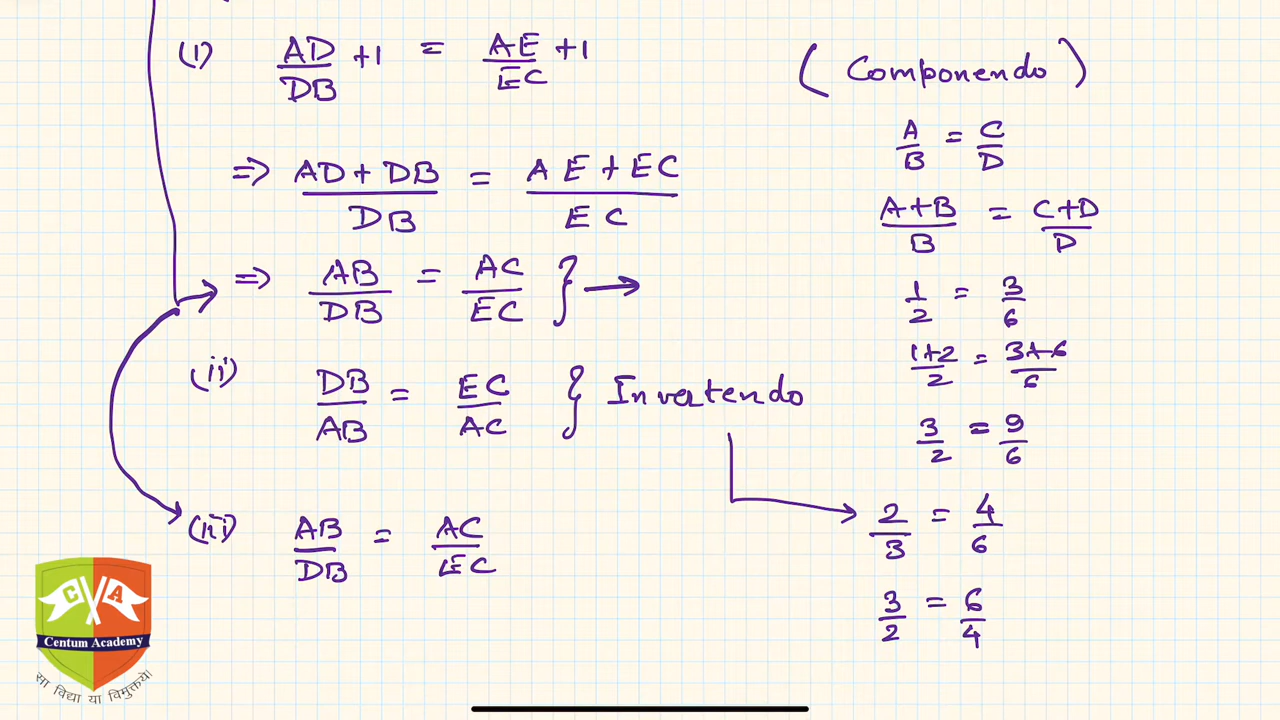 (i) AD/DB + 1 = AE/EC + 1
⇒ AD + DB/DB = AE + EC/EC
⇒ AB/DB = AC/EC } →
(ii) DB/AB = EC/AC } Invertendo
(iii) AB/DB = AC/EC
(Componendo)
A/B = C/D
A+B/B = C+D/D
1/2 = 3/6
1+2/2 = 3+6/6
3/2 = 9/6
2/3 = 4/6
3/2 = 6/4
C A
Centum Academy
सा विद्या या विमुक्तये।